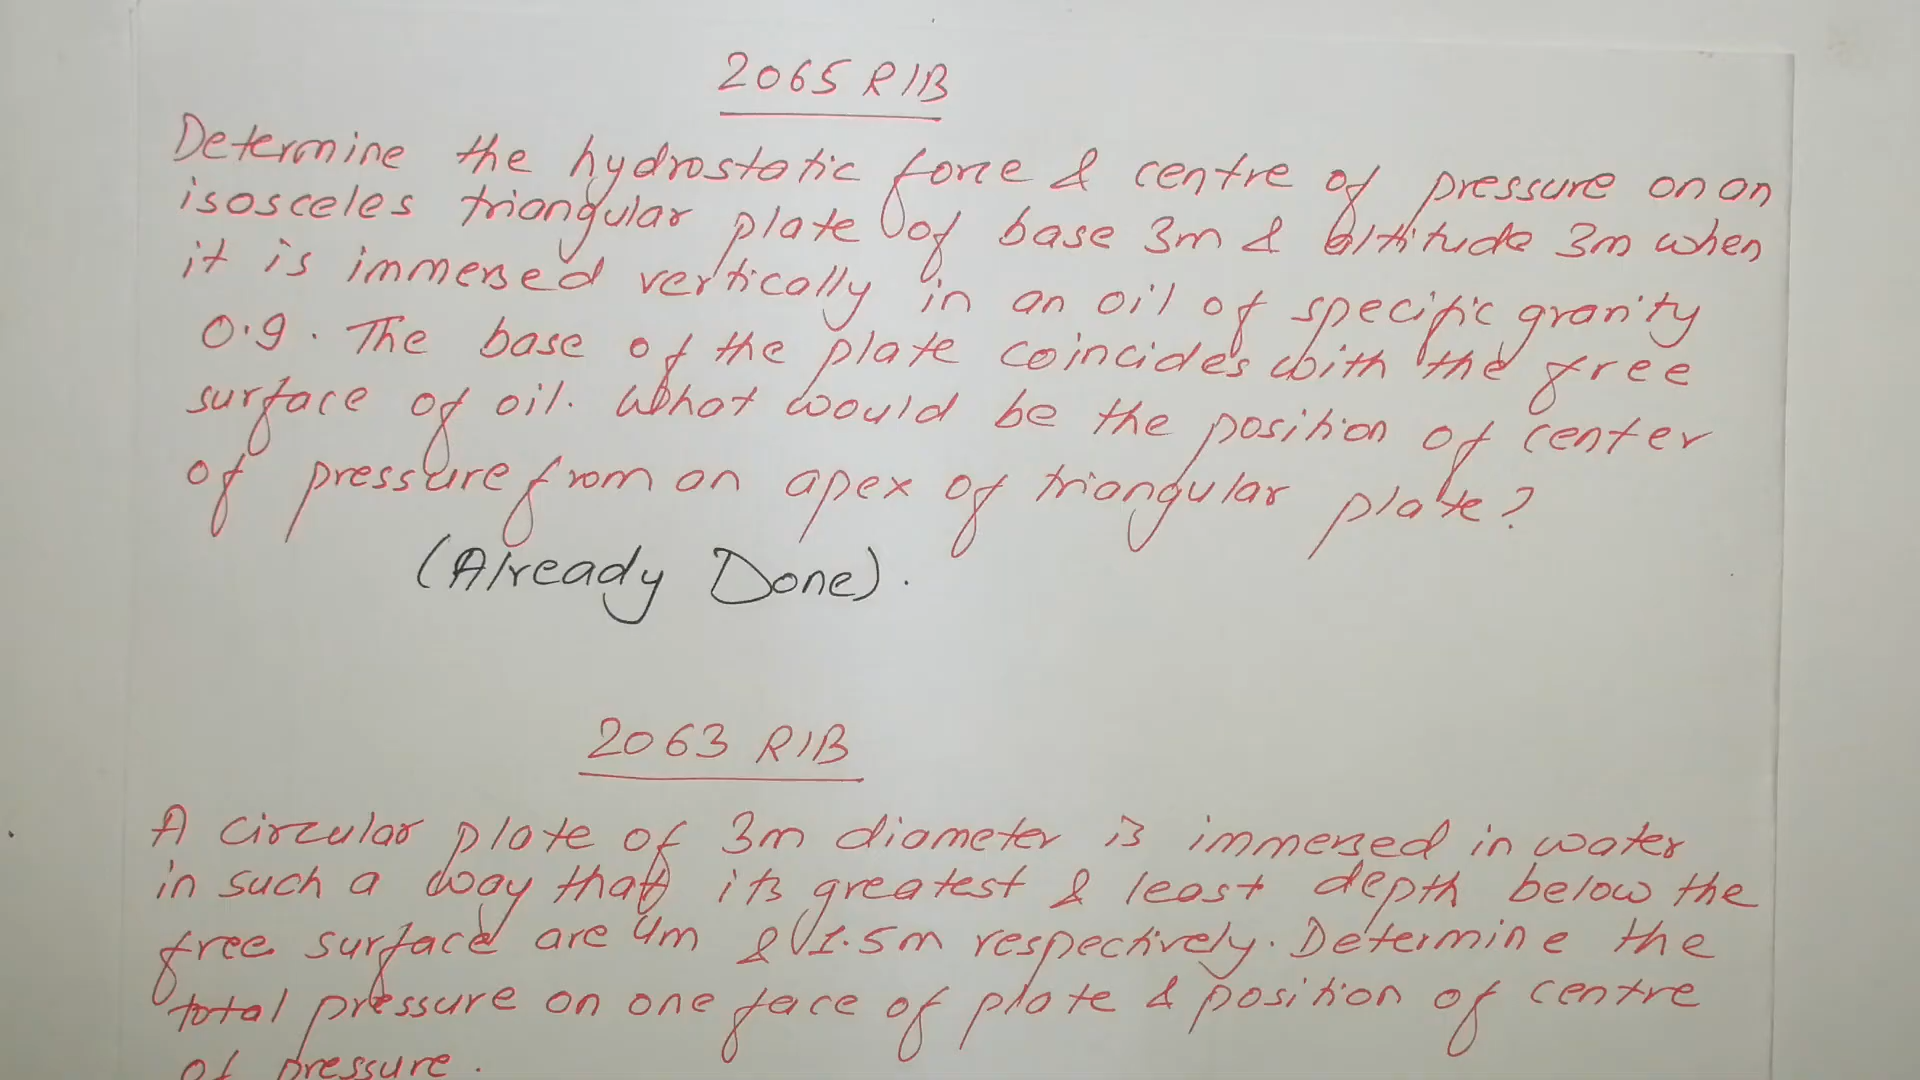 2065 R/B
Determine the hydrostatic force & centre of pressure on an
isosceles triangular plate of base 3m & altitude 3m when
it is immersed vertically in an oil of specific gravity
0.9. The base of the plate coincides with the free
surface of oil. What would be the position of center
of pressure from an apex of triangular plate?
(Already Done).
2063 R/B
A circular plate of 3m diameter is immersed in water
in such a way that its greatest & least depth below the
free surface are 4m & 1.5m respectively. Determine the
total pressure on one face of plate & position of centre
of pressure.